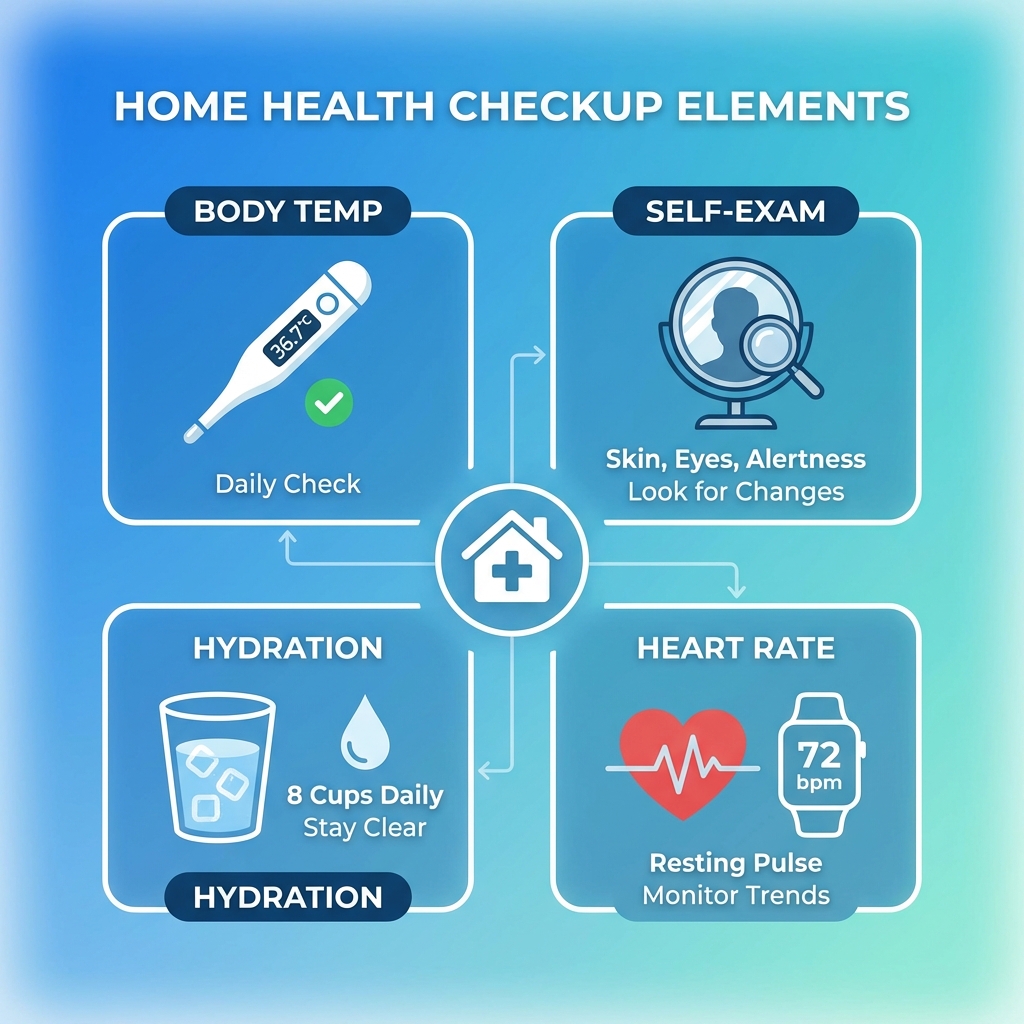 HOME HEALTH CHECKUP ELEMENTS
BODY TEMP
36.7°C
Daily Check
SELF-EXAM
Skin, Eyes, Alertness
Look for Changes
HYDRATION
8 Cups Daily
Stay Clear
HYDRATION
HEART RATE
72
bpm
Resting Pulse
Monitor Trends